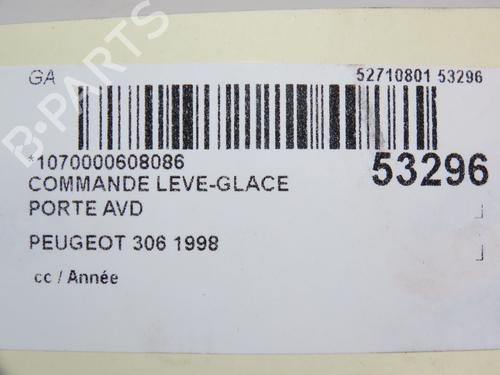 GA
52710801 53296
*1070000608086
53296
COMMANDE LEVE-GLACE
PORTE AVD
PEUGEOT 306 1998
cc / Année
B-PARTS